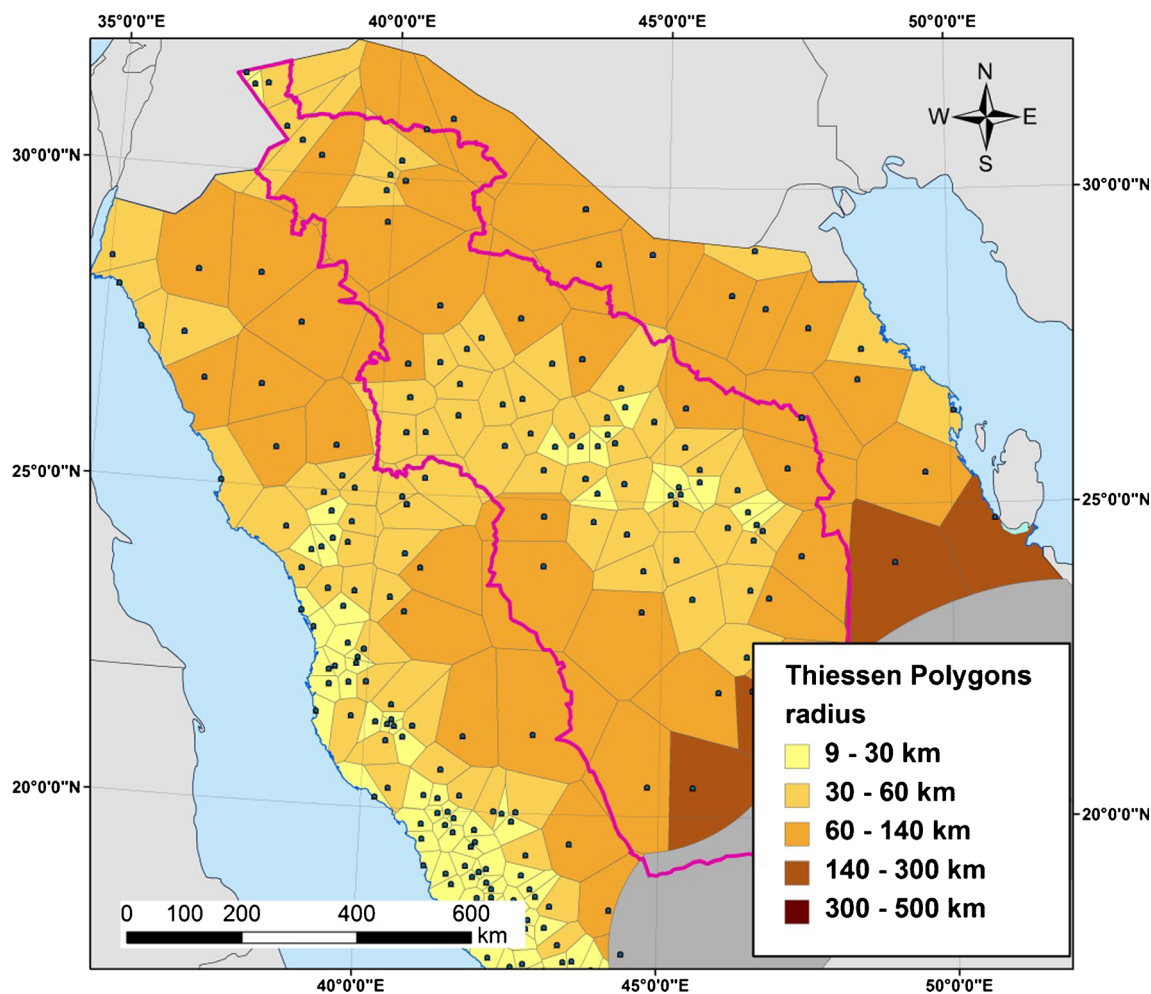 35°0'0"E 40°0'0"E 45°0'0"E 50°0'0"E
N
W E
S
30°0'0"N 30°0'0"N
25°0'0"N 25°0'0"N
20°0'0"N 20°0'0"N
Thiessen Polygons
radius
9 - 30 km
30 - 60 km
60 - 140 km
140 - 300 km
300 - 500 km
0 100 200 400 600
km
40°0'0"E 45°0'0"E 50°0'0"E